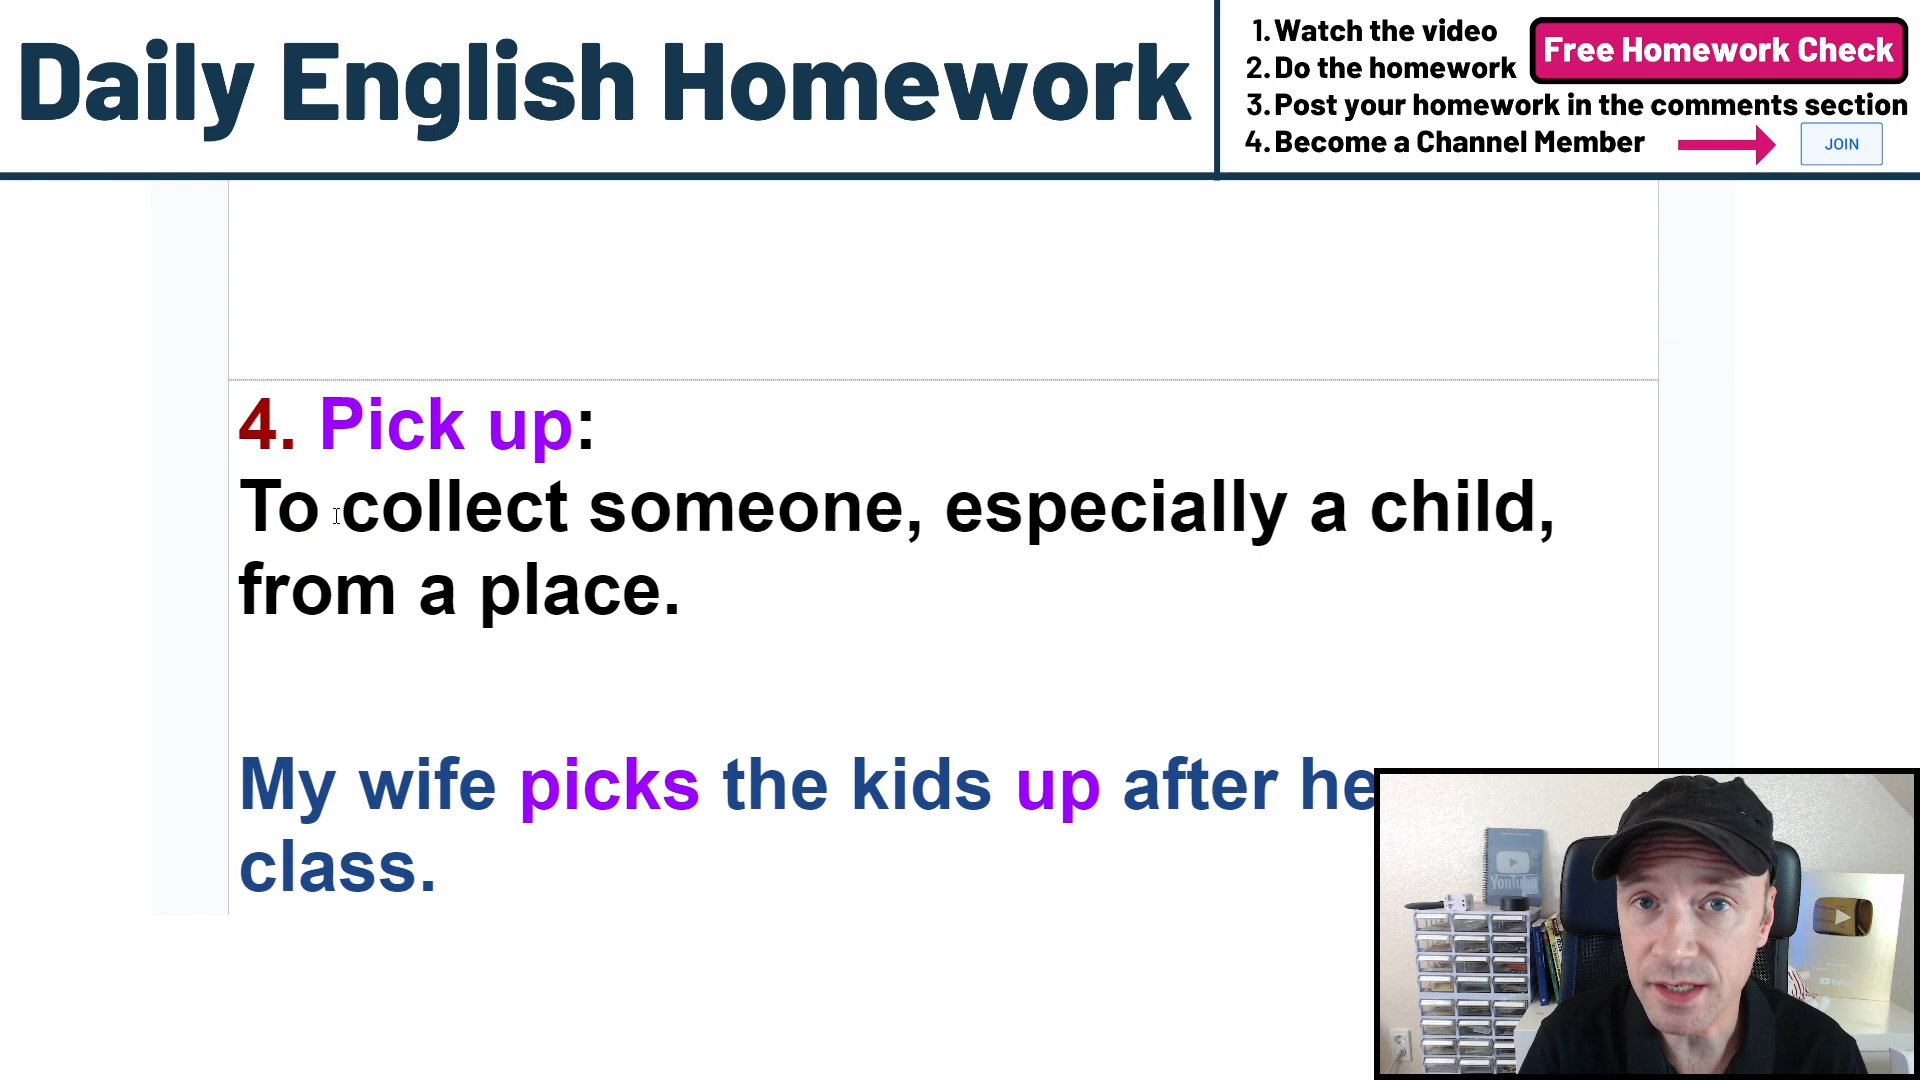 Daily English Homework
1. Watch the video
2. Do the homework
Free Homework Check
3. Post your homework in the comments section
4. Become a Channel Member
JOIN
4. Pick up:
To collect someone, especially a child,
from a place.
My wife picks the kids up after he
class.
YouTube